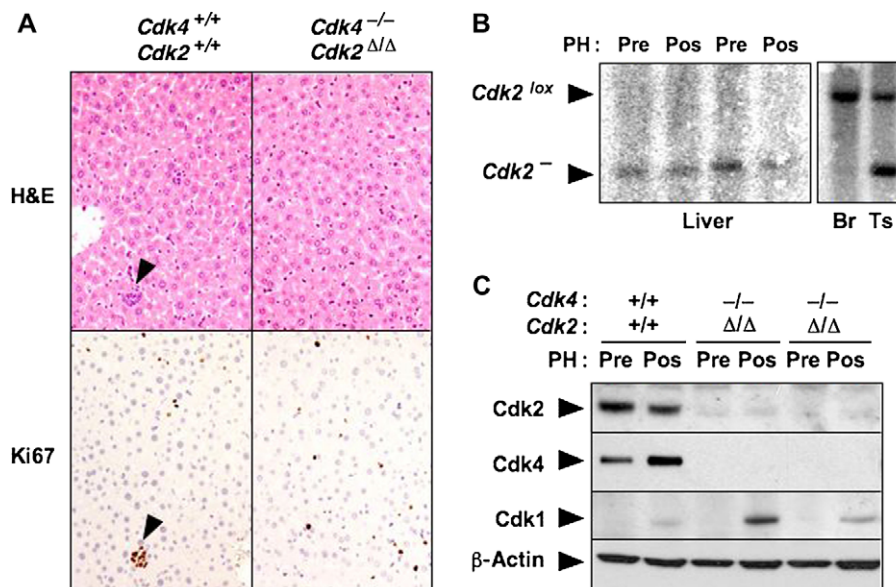 A
Cdk4 +/+ Cdk4 −/−
Cdk2 +/+ Cdk2 Δ/Δ
H&E
Ki67
B
PH : Pre Pos Pre Pos
Cdk2 lox
Cdk2 −
Liver Br Ts
C
Cdk4 : +/+ −/− −/−
Cdk2 : +/+ Δ/Δ Δ/Δ
PH : Pre Pos Pre Pos Pre Pos
Cdk2
Cdk4
Cdk1
β-Actin